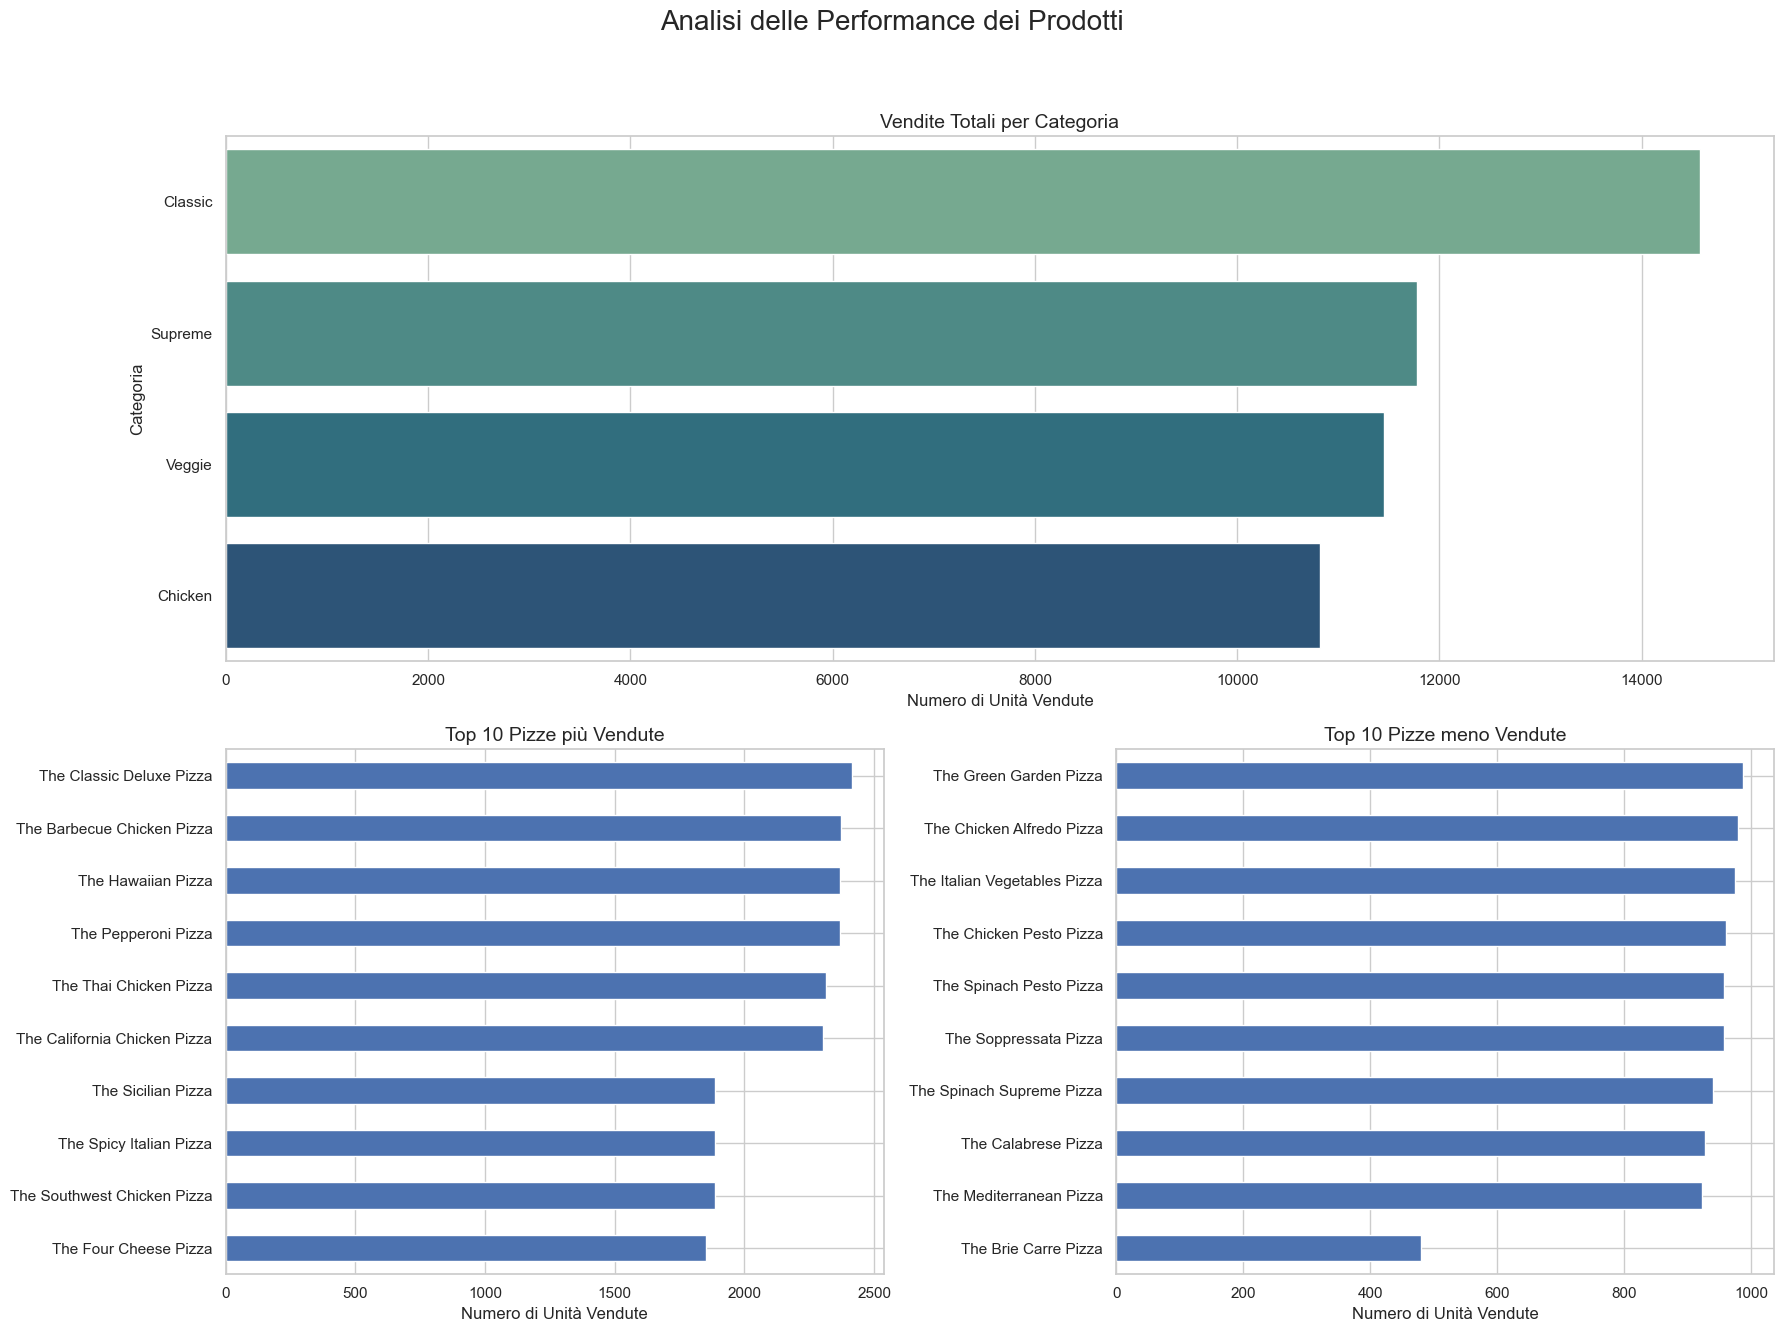 Analisi delle Performance dei Prodotti
Vendite Totali per Categoria
Categoria
Classic
Supreme
Veggie
Chicken
0 2000 4000 6000 8000 10000 12000 14000
Numero di Unità Vendute
Top 10 Pizze più Vendute
The Classic Deluxe Pizza
The Barbecue Chicken Pizza
The Hawaiian Pizza
The Pepperoni Pizza
The Thai Chicken Pizza
The California Chicken Pizza
The Sicilian Pizza
The Spicy Italian Pizza
The Southwest Chicken Pizza
The Four Cheese Pizza
0 500 1000 1500 2000 2500
Numero di Unità Vendute
Top 10 Pizze meno Vendute
The Green Garden Pizza
The Chicken Alfredo Pizza
The Italian Vegetables Pizza
The Chicken Pesto Pizza
The Spinach Pesto Pizza
The Soppressata Pizza
The Spinach Supreme Pizza
The Calabrese Pizza
The Mediterranean Pizza
The Brie Carre Pizza
0 200 400 600 800 1000
Numero di Unità Vendute